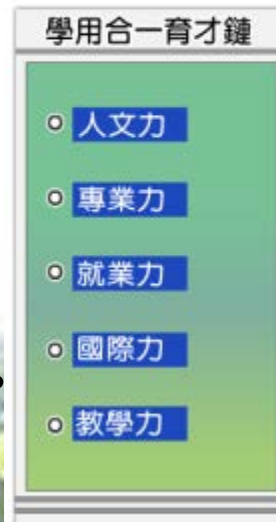 學用合一育才鏈
人文力
專業力
就業力
國際力
教學力